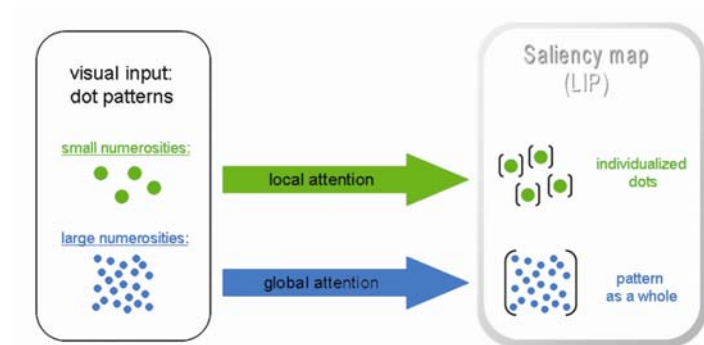 visual input:
dot patterns
small numerosities:
large numerosities:
local attention
global attention
Saliency map
(LIP)
individualized
dots
pattern
as a whole